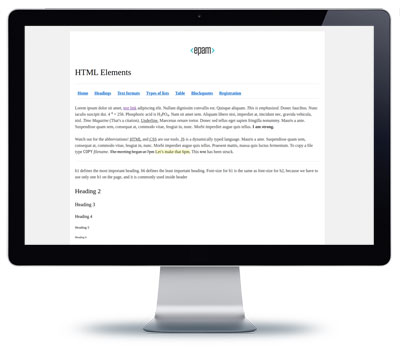 <epam>
HTML Elements
Home Headings Text formats Types of lists Table Blockquotes Registration
Lorem ipsum dolor sit amet, test link adipiscing elit. Nullam dignissim convallis est. Quisque aliquam. This is emphasized. Donec faucibus. Nunc
iaculis suscipit dui. 4 ⁴ = 256. Phosphoric acid is H₃PO₄. Nam sit amet sem. Aliquam libero nisi, imperdiet at, tincidunt nec, gravida vehicula,
nisl. Time Magazine (That's a citation). Underline. Maecenas ornare tortor. Donec sed tellus eget sapien fringilla nonummy. Mauris a ante.
Suspendisse quam sem, consequat at, commodo vitae, feugiat in, nunc. Morbi imperdiet augue quis tellus. I am strong.
Watch out for the abbreviations! HTML and CSS are our tools. JS is a dynamically typed language. Mauris a ante. Suspendisse quam sem,
consequat at, commodo vitae, feugiat in, nunc. Morbi imperdiet augue quis tellus. Praesent mattis, massa quis luctus fermentum. To copy a file
type COPY filename. The meeting began at 7pm Let's make that 8pm. This text has been struck.
h1 defines the most important heading. h6 defines the least important heading. Font-size for h1 is the same as font-size for h2, because we have to
use only one h1 on the page, and it is commonly used inside header
Heading 2
Heading 3
Heading 4
Heading 5
Heading 6